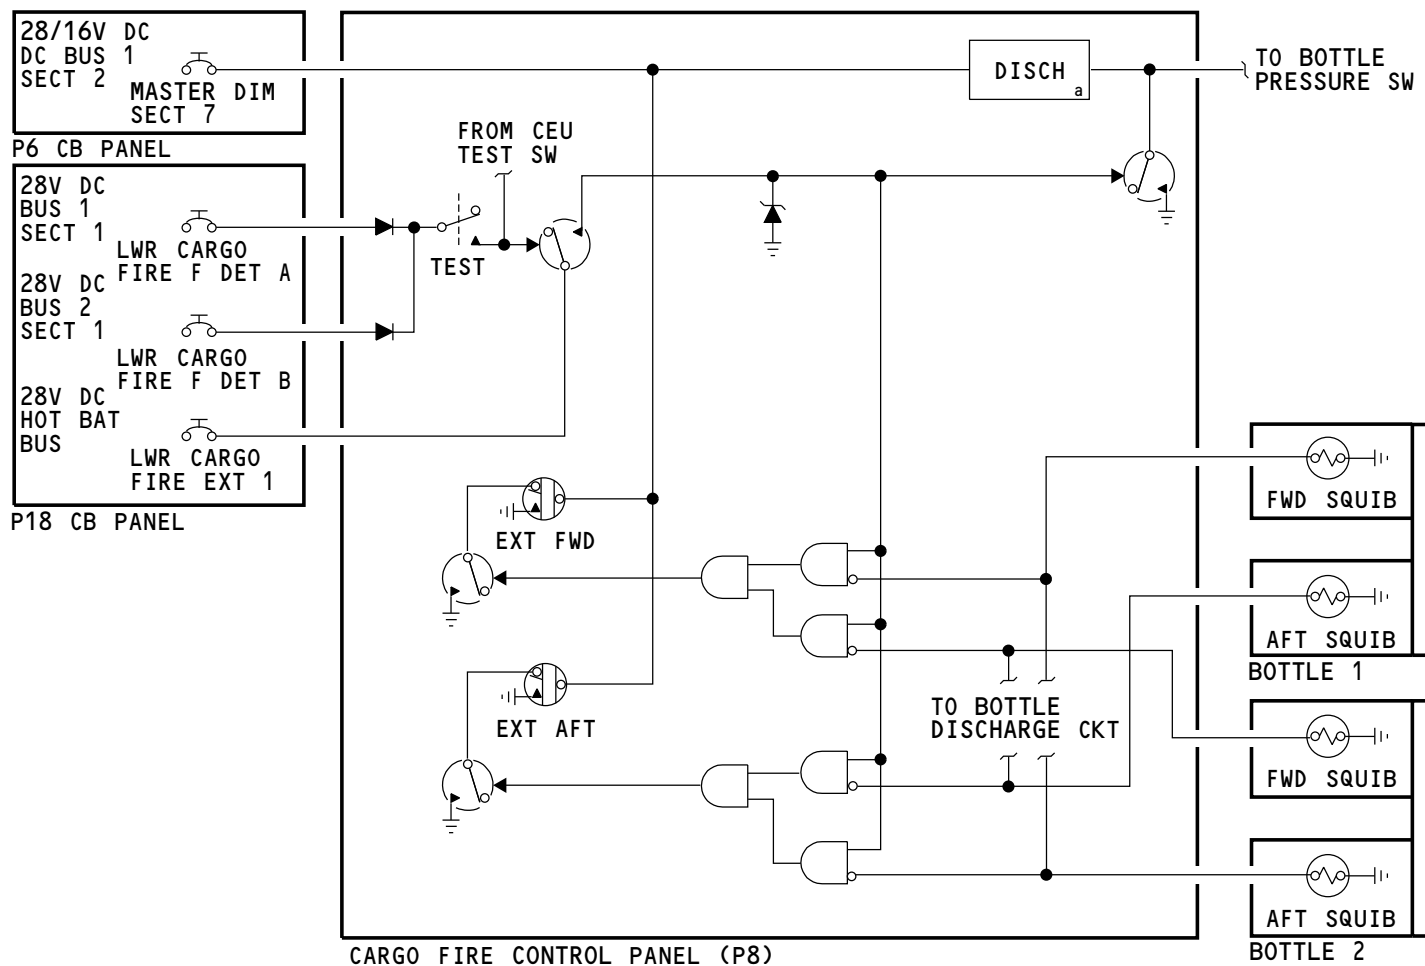 28/16V DC
DC BUS 1
SECT 2
MASTER DIM
SECT 7
P6 CB PANEL
28V DC
BUS 1
SECT 1
LWR CARGO
FIRE F DET A
28V DC
BUS 2
SECT 1
LWR CARGO
FIRE F DET B
28V DC
HOT BAT
BUS
LWR CARGO
FIRE EXT 1
P18 CB PANEL
FROM CEU
TEST SW
TEST
DISCH
a
TO BOTTLE
PRESSURE SW
EXT FWD
EXT AFT
TO BOTTLE
DISCHARGE CKT
FWD SQUIB
AFT SQUIB
BOTTLE 1
FWD SQUIB
AFT SQUIB
BOTTLE 2
CARGO FIRE CONTROL PANEL (P8)